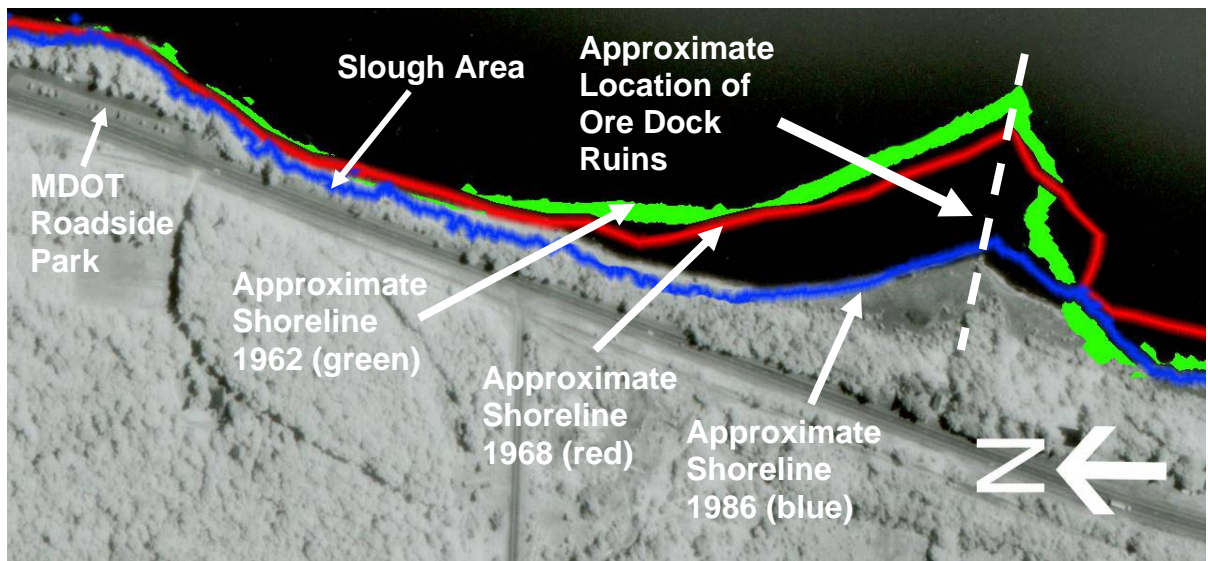 Slough Area
Approximate
Location of
Ore Dock
Ruins
MDOT
Roadside
Park
Approximate
Shoreline
1962 (green)
Approximate
Shoreline
1968 (red)
Approximate
Shoreline
1986 (blue)
N